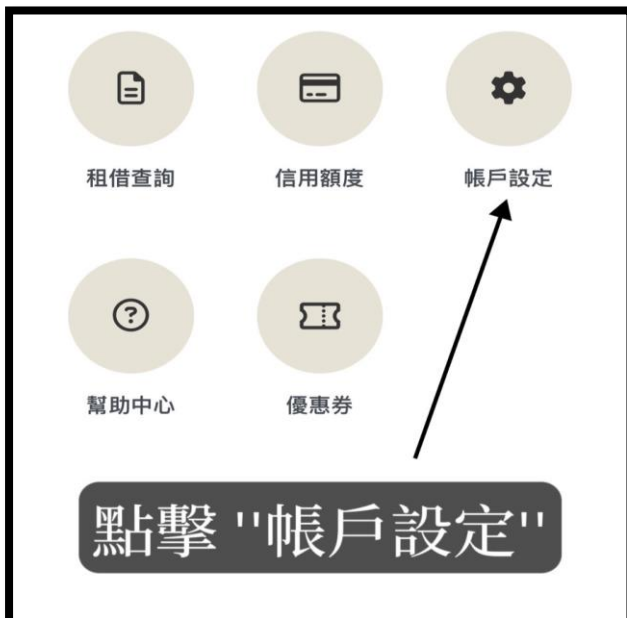 租借查詢
信用額度
帳戶設定
幫助中心
優惠券
點擊 "帳戶設定"